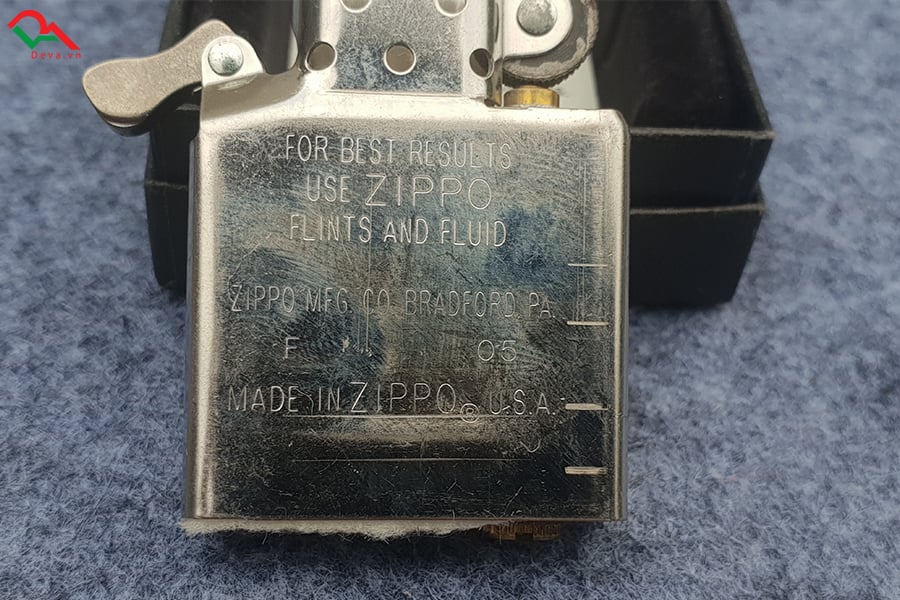 Deva.vn
FOR BEST RESULTS
USE ZIPPO
FLINTS AND FLUID
ZIPPO MFG. CO. BRADFORD, PA.
F 05
MADE IN ZIPPO® U.S.A.